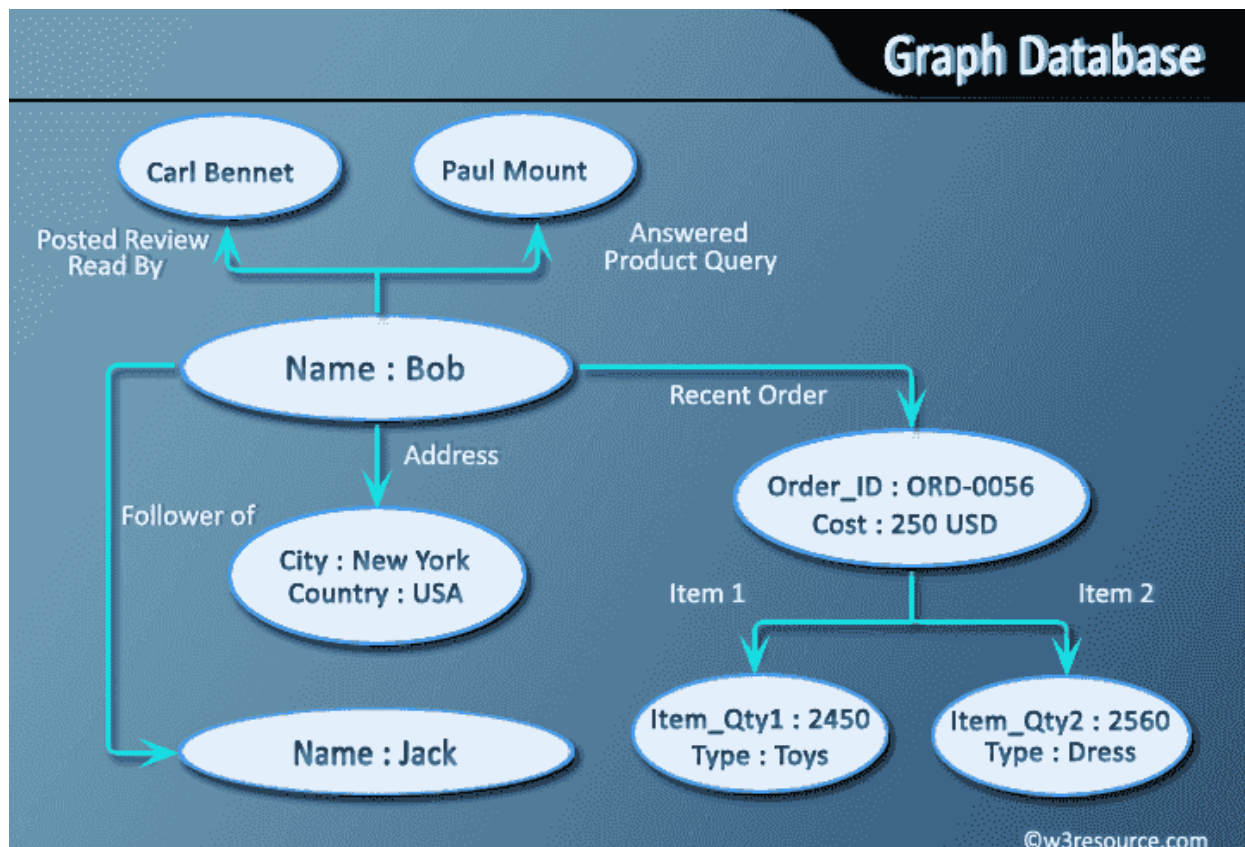 Graph Database
Carl Bennet
Paul Mount
Posted Review
Read By
Answered
Product Query
Name : Bob
Recent Order
Address
Order_ID : ORD-0056
Cost : 250 USD
Follower of
City : New York
Country : USA
Item 1
Item 2
Item_Qty1 : 2450
Type : Toys
Item_Qty2 : 2560
Type : Dress
Name : Jack
©w3resource.com